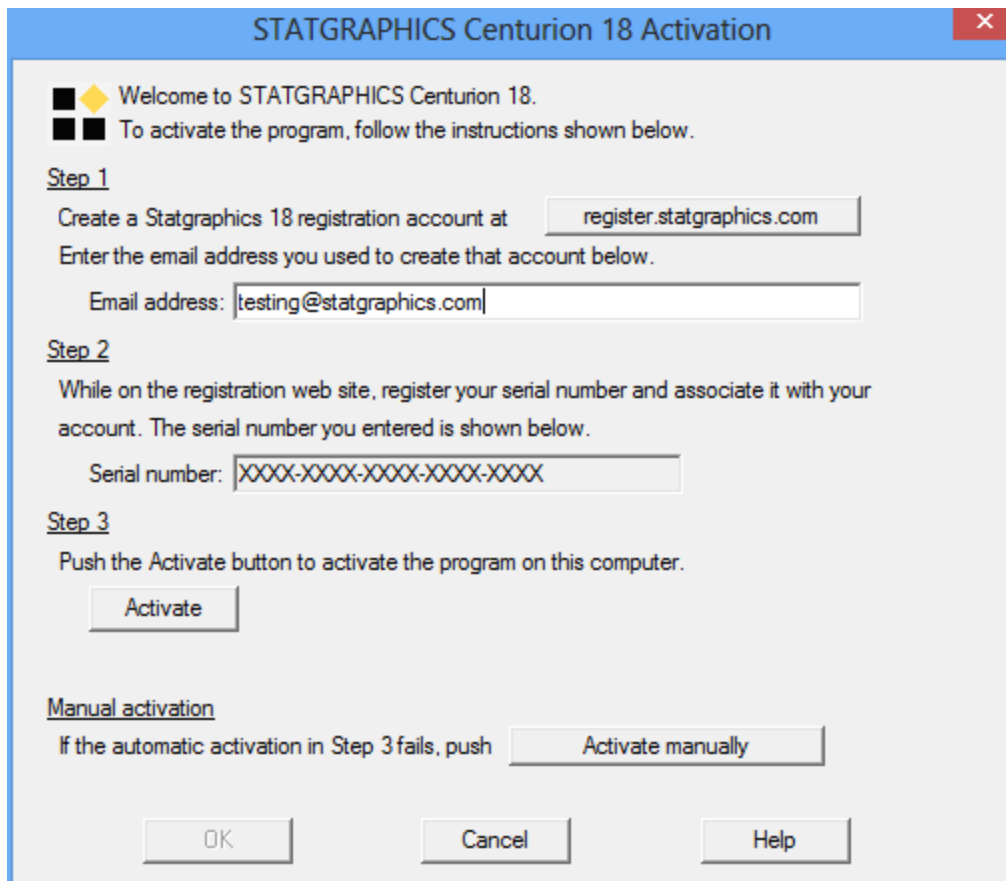 STATGRAPHICS Centurion 18 Activation
Welcome to STATGRAPHICS Centurion 18.
To activate the program, follow the instructions shown below.
Step 1
Create a Statgraphics 18 registration account at register.statgraphics.com
Enter the email address you used to create that account below.
Email address: testing@statgraphics.com
Step 2
While on the registration web site, register your serial number and associate it with your
account. The serial number you entered is shown below.
Serial number: XXXX-XXXX-XXXX-XXXX-XXXX
Step 3
Push the Activate button to activate the program on this computer.
Activate
Manual activation
If the automatic activation in Step 3 fails, push Activate manually
OK Cancel Help